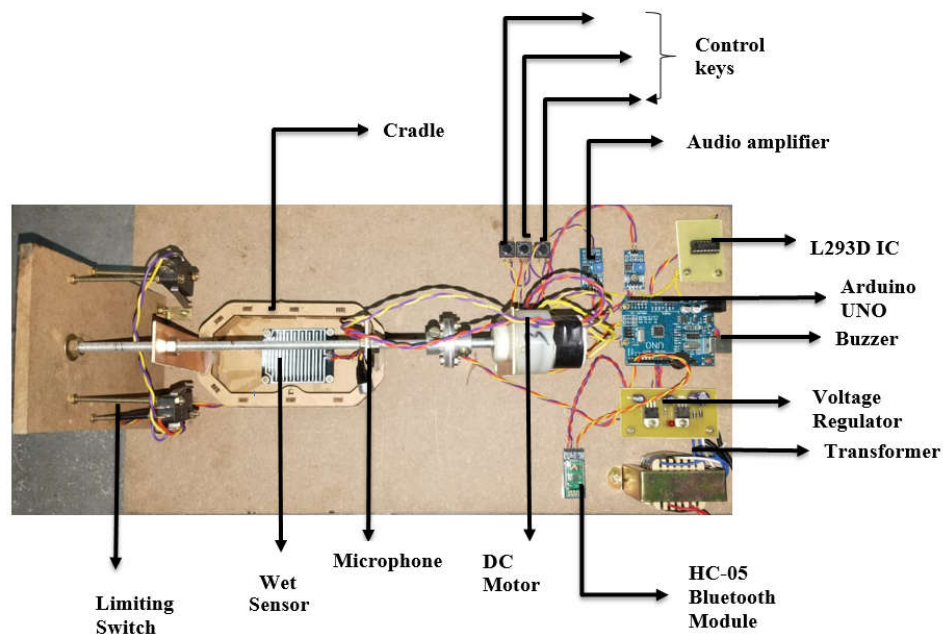 Control
keys
Cradle
Audio amplifier
L293D IC
Arduino
UNO
Buzzer
UNO
Voltage
Regulator
Transformer
Microphone
DC
Motor
Wet
Sensor
HC-05
Bluetooth
Module
Limiting
Switch